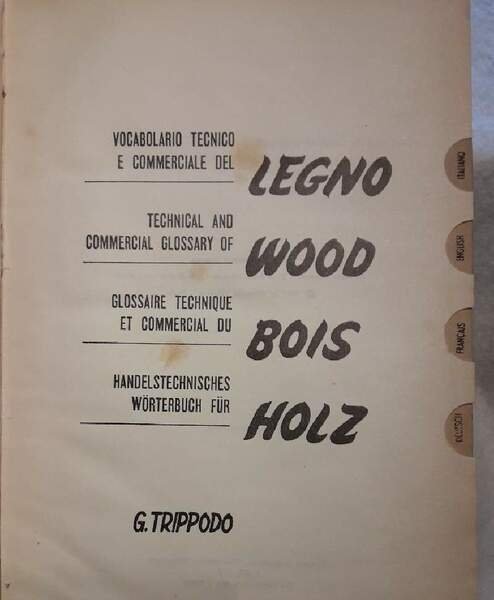 VOCABOLARIO TECNICO
E COMMERCIALE DEL
LEGNO
TECHNICAL AND
COMMERCIAL GLOSSARY OF
WOOD
GLOSSAIRE TECHNIQUE
ET COMMERCIAL DU
BOIS
HANDELSTECHNISCHES
WÖRTERBUCH FÜR
HOLZ
G. TRIPPODO
ITALIANO
ENGLISH
FRANÇAIS
DEUTSCH